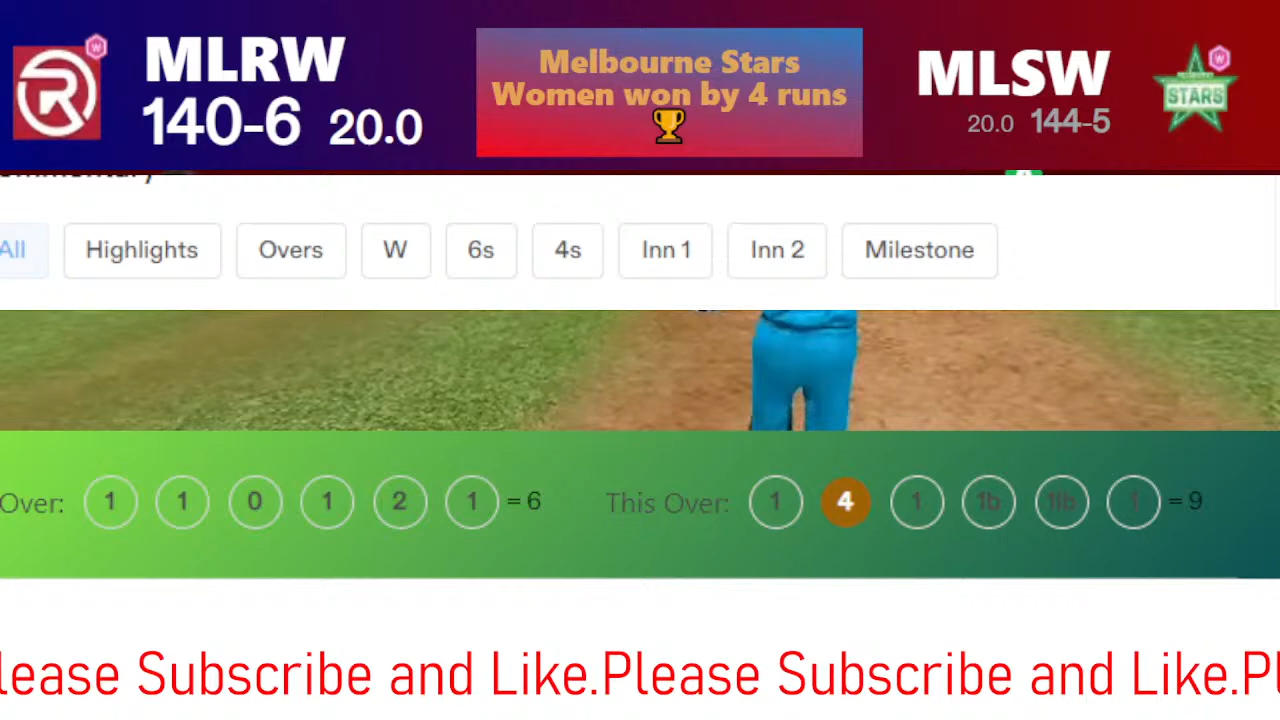 MLRW
140-6 20.0
Melbourne Stars
Women won by 4 runs
MLSW
20.0 144-5
STARS
All Highlights Overs W 6s 4s Inn 1 Inn 2 Milestone
Over: 1 1 0 1 2 1 = 6 This Over: 1 4 1 1b 1lb 1 = 9
lease Subscribe and Like.Please Subscribe and Like.Pl